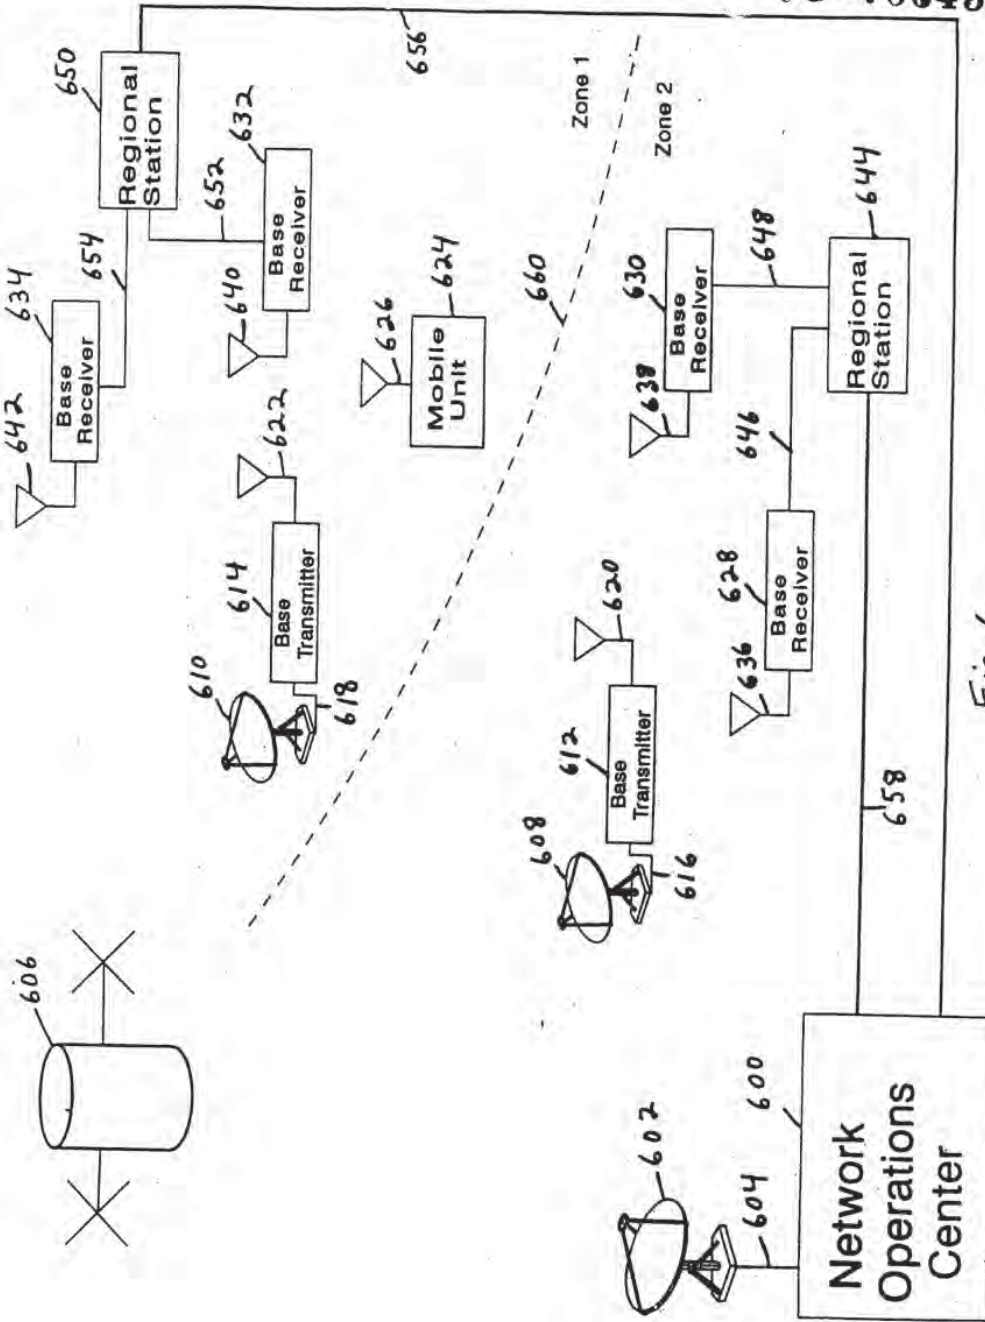 656
650
Regional
Station
632
652
654
634
Base
Receiver
642
Base
Receiver
640
622
614
Base
Transmitter
610
618
626
624
Mobile
Unit
660
Zone 1
Zone 2
606
630
Base
Receiver
638
648
644
Regional
Station
646
628
Base
Receiver
636
620
612
Base
Transmitter
608
616
658
602
604
600
Network
Operations
Center